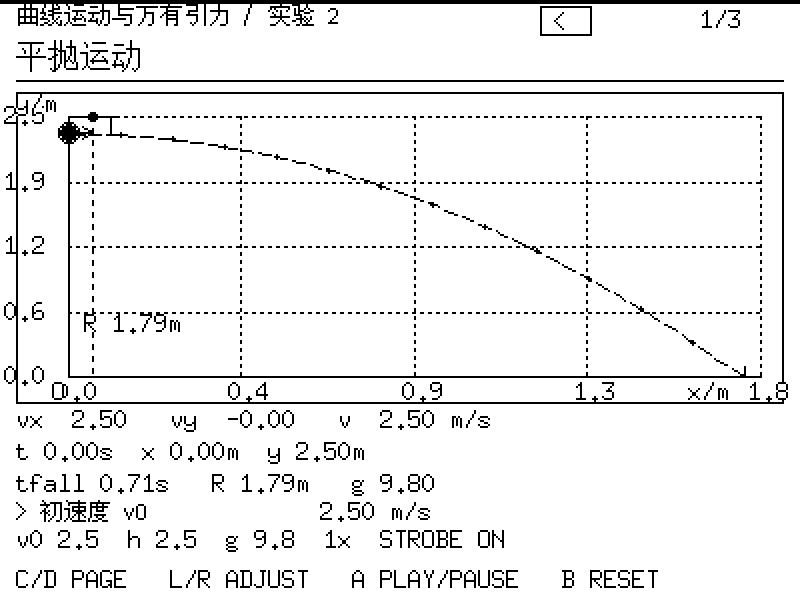 曲线运动与万有引力 / 实验 2 < 1/3
平抛运动
y/m
2.5
1.9
1.2
0.6
R 1.79m
0.0
0.0 0.4 0.9 1.3 x/m 1.8
vx 2.50 vy -0.00 v 2.50 m/s
t 0.00s x 0.00m y 2.50m
tfall 0.71s R 1.79m g 9.80
> 初速度 v0 2.50 m/s
v0 2.5 h 2.5 g 9.8 1x STROBE ON
C/D PAGE L/R ADJUST A PLAY/PAUSE B RESET